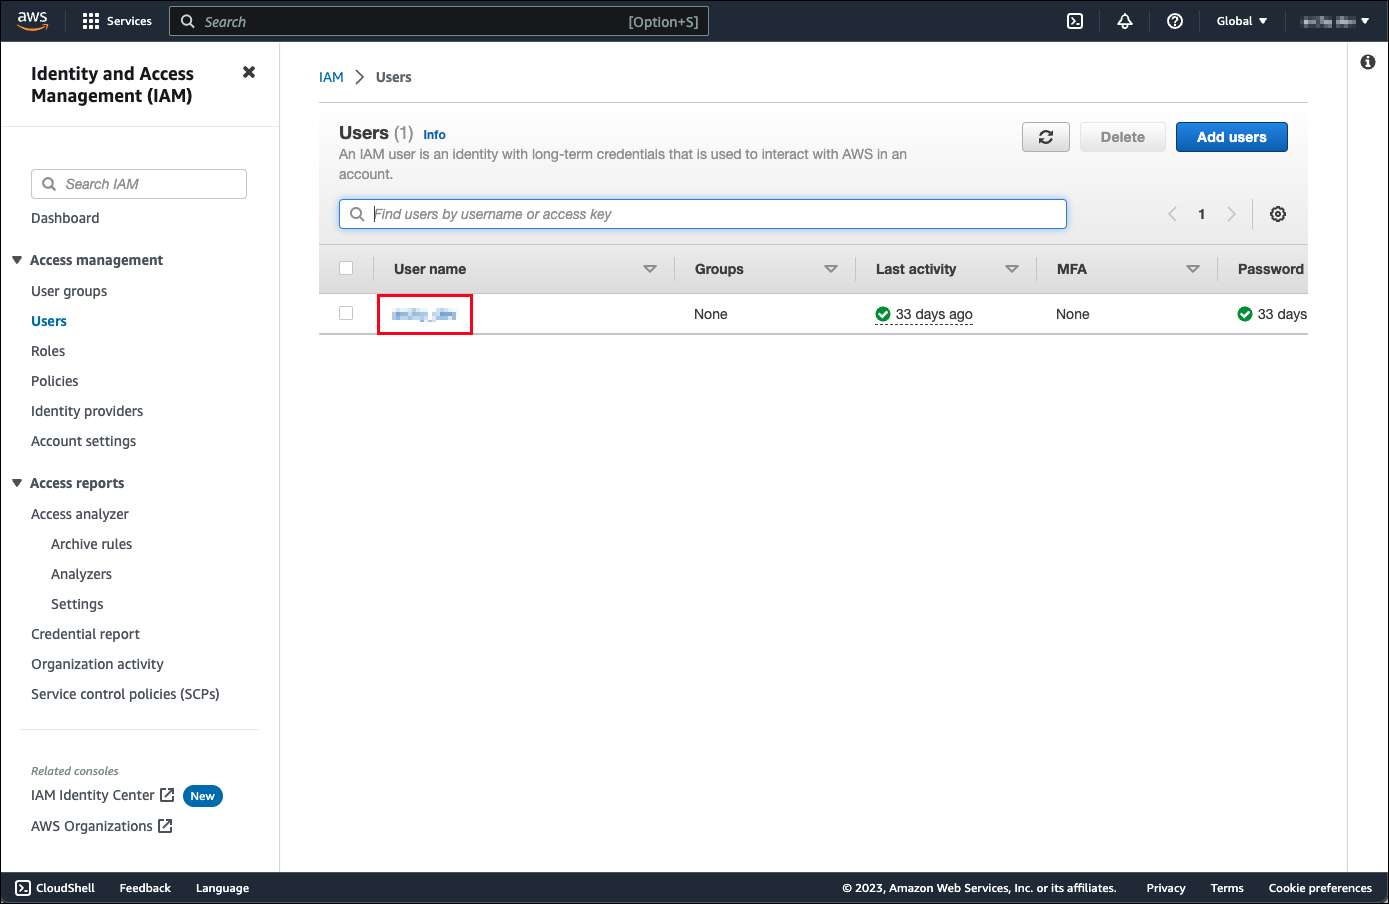 aws
Services
Search
[Option+S]
Global
Identity and Access
Management (IAM)
Search IAM
Dashboard
Access management
User groups
Users
Roles
Policies
Identity providers
Account settings
Access reports
Access analyzer
Archive rules
Analyzers
Settings
Credential report
Organization activity
Service control policies (SCPs)
Related consoles
IAM Identity Center
New
AWS Organizations
IAM
Users
Users (1) Info
An IAM user is an identity with long-term credentials that is used to interact with AWS in an
account.
Delete
Add users
Find users by username or access key
1
User name
Groups
Last activity
MFA
Password
None
33 days ago
None
33 days
CloudShell
Feedback
Language
© 2023, Amazon Web Services, Inc. or its affiliates.
Privacy
Terms
Cookie preferences